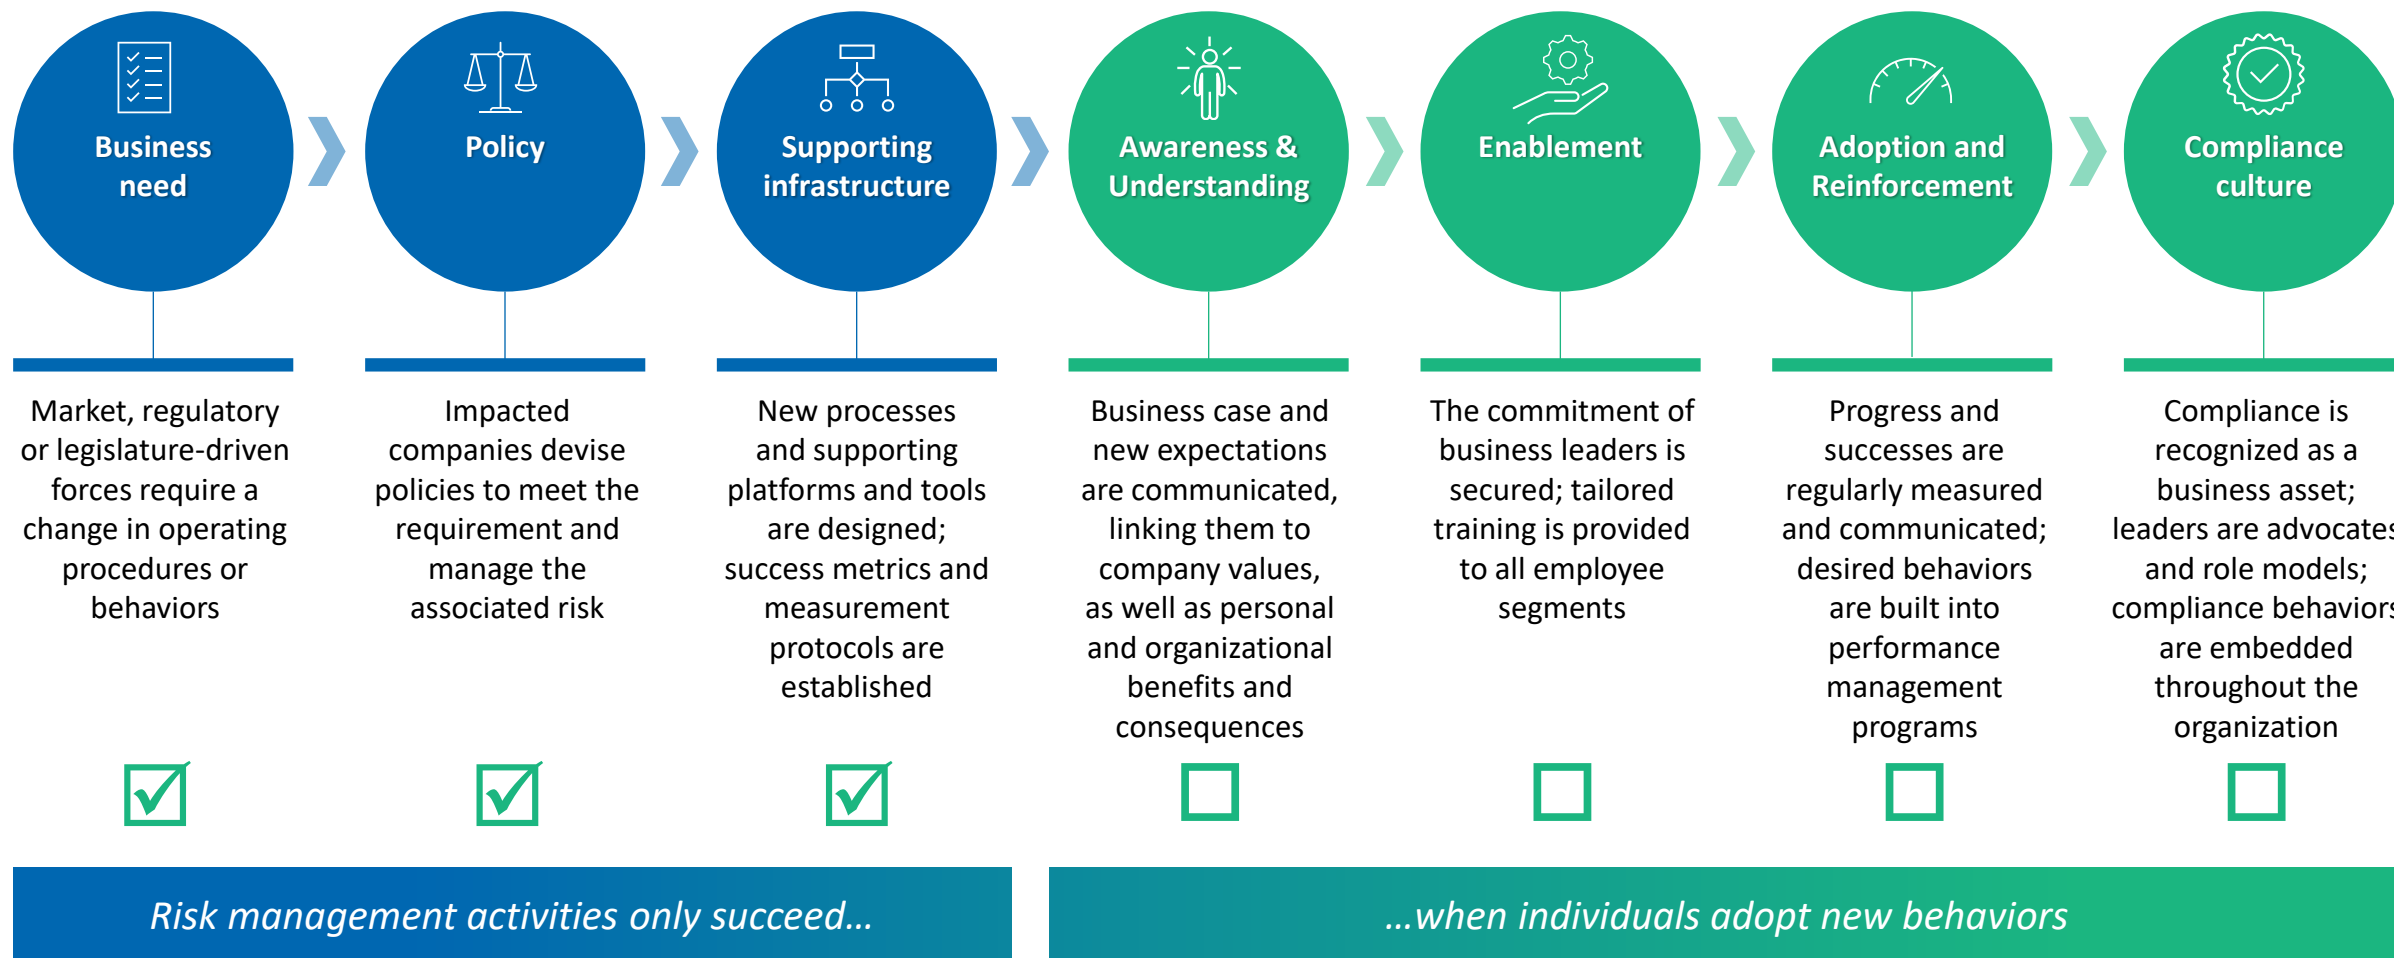 Business
need
Policy
Supporting
infrastructure
Awareness &
Understanding
Enablement
Adoption and
Reinforcement
Compliance
culture
Market, regulatory
or legislature-driven
forces require a
change in operating
procedures or
behaviors
Impacted
companies devise
policies to meet the
requirement and
manage the
associated risk
New processes
and supporting
platforms and tools
are designed;
success metrics and
measurement
protocols are
established
Business case and
new expectations
are communicated,
linking them to
company values,
as well as personal
and organizational
benefits and
consequences
The commitment of
business leaders is
secured; tailored
training is provided
to all employee
segments
Progress and
successes are
regularly measured
and communicated;
desired behaviors
are built into
performance
management
programs
Compliance is
recognized as a
business asset;
leaders are advocates
and role models;
compliance behaviors
are embedded
throughout the
organization
Risk management activities only succeed…
…when individuals adopt new behaviors